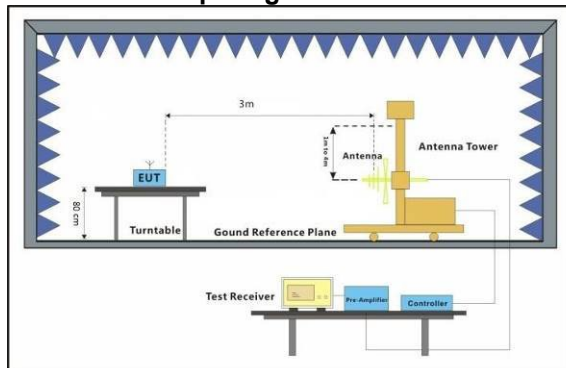 3m
1m to 4m
Antenna
Antenna Tower
EUT
80 cm
Turntable
Gound Reference Plane
Test Receiver
Pre-Amplifier
Controller